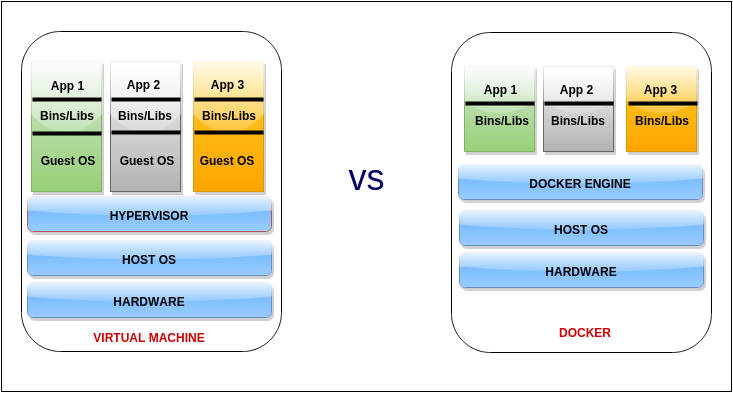 App 1
App 2
App 3
Bins/Libs
Bins/Libs
Bins/Libs
Guest OS
Guest OS
Guest OS
HYPERVISOR
HOST OS
HARDWARE
VIRTUAL MACHINE
VS
App 1
App 2
App 3
Bins/Libs
Bins/Libs
Bins/Libs
DOCKER ENGINE
HOST OS
HARDWARE
DOCKER